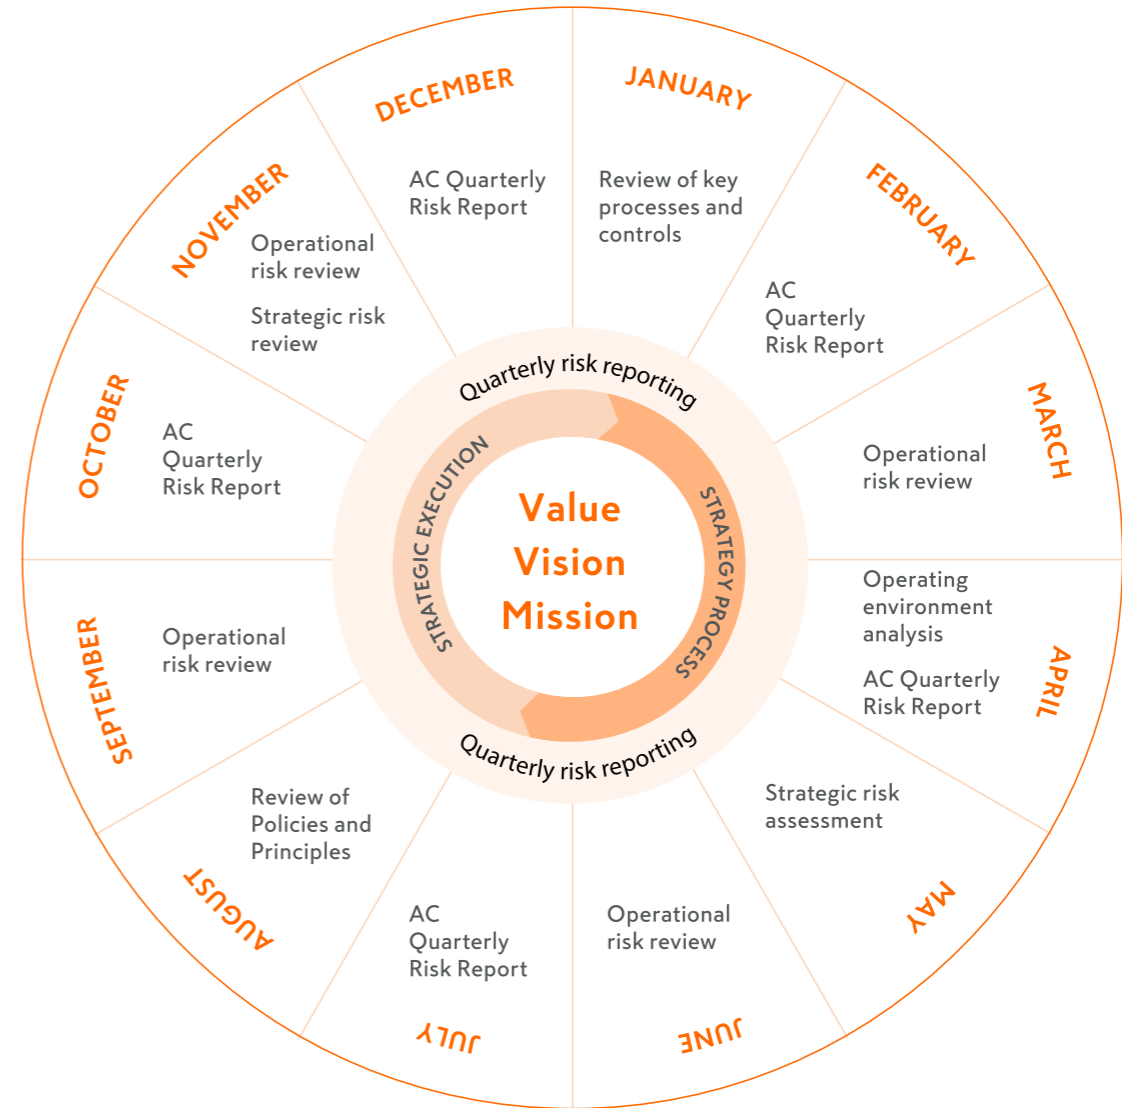 JANUARY
Review of key
processes and
controls
FEBRUARY
AC
Quarterly
Risk Report
MARCH
Operational
risk review
APRIL
Operating
environment
analysis
AC Quarterly
Risk Report
MAY
Strategic risk
assessment
JUNE
Operational
risk review
JULY
AC
Quarterly
Risk Report
AUGUST
Review of
Policies and
Principles
SEPTEMBER
Operational
risk review
OCTOBER
AC
Quarterly
Risk Report
NOVEMBER
Operational
risk review
Strategic risk
review
DECEMBER
AC Quarterly
Risk Report
Quarterly risk reporting
STRATEGIC EXECUTION
STRATEGY PROCESS
Value
Vision
Mission
Quarterly risk reporting